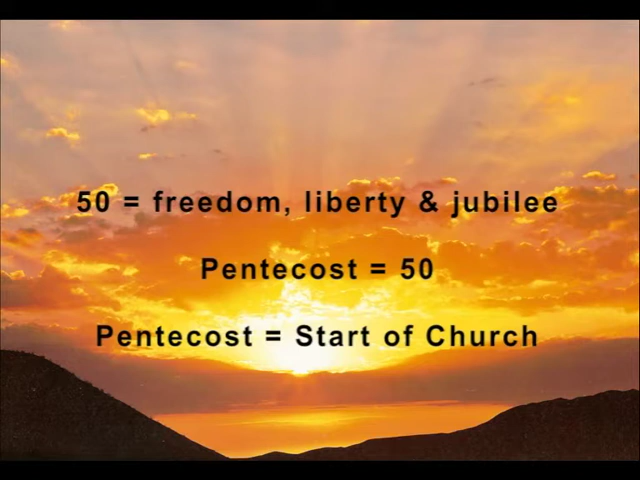 50 = freedom, liberty & jubilee
Pentecost = 50
Pentecost = Start of Church